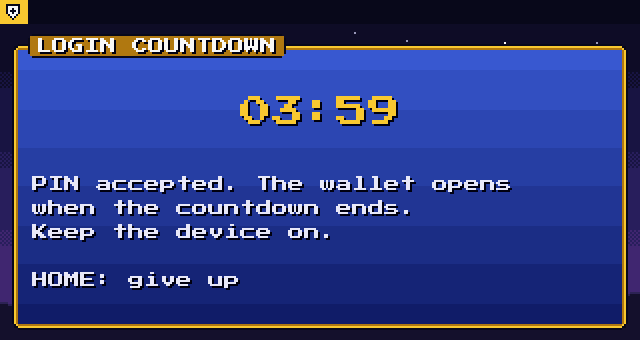 LOGIN COUNTDOWN
03:59
PIN accepted. The wallet opens
when the countdown ends.
Keep the device on.
HOME: give up